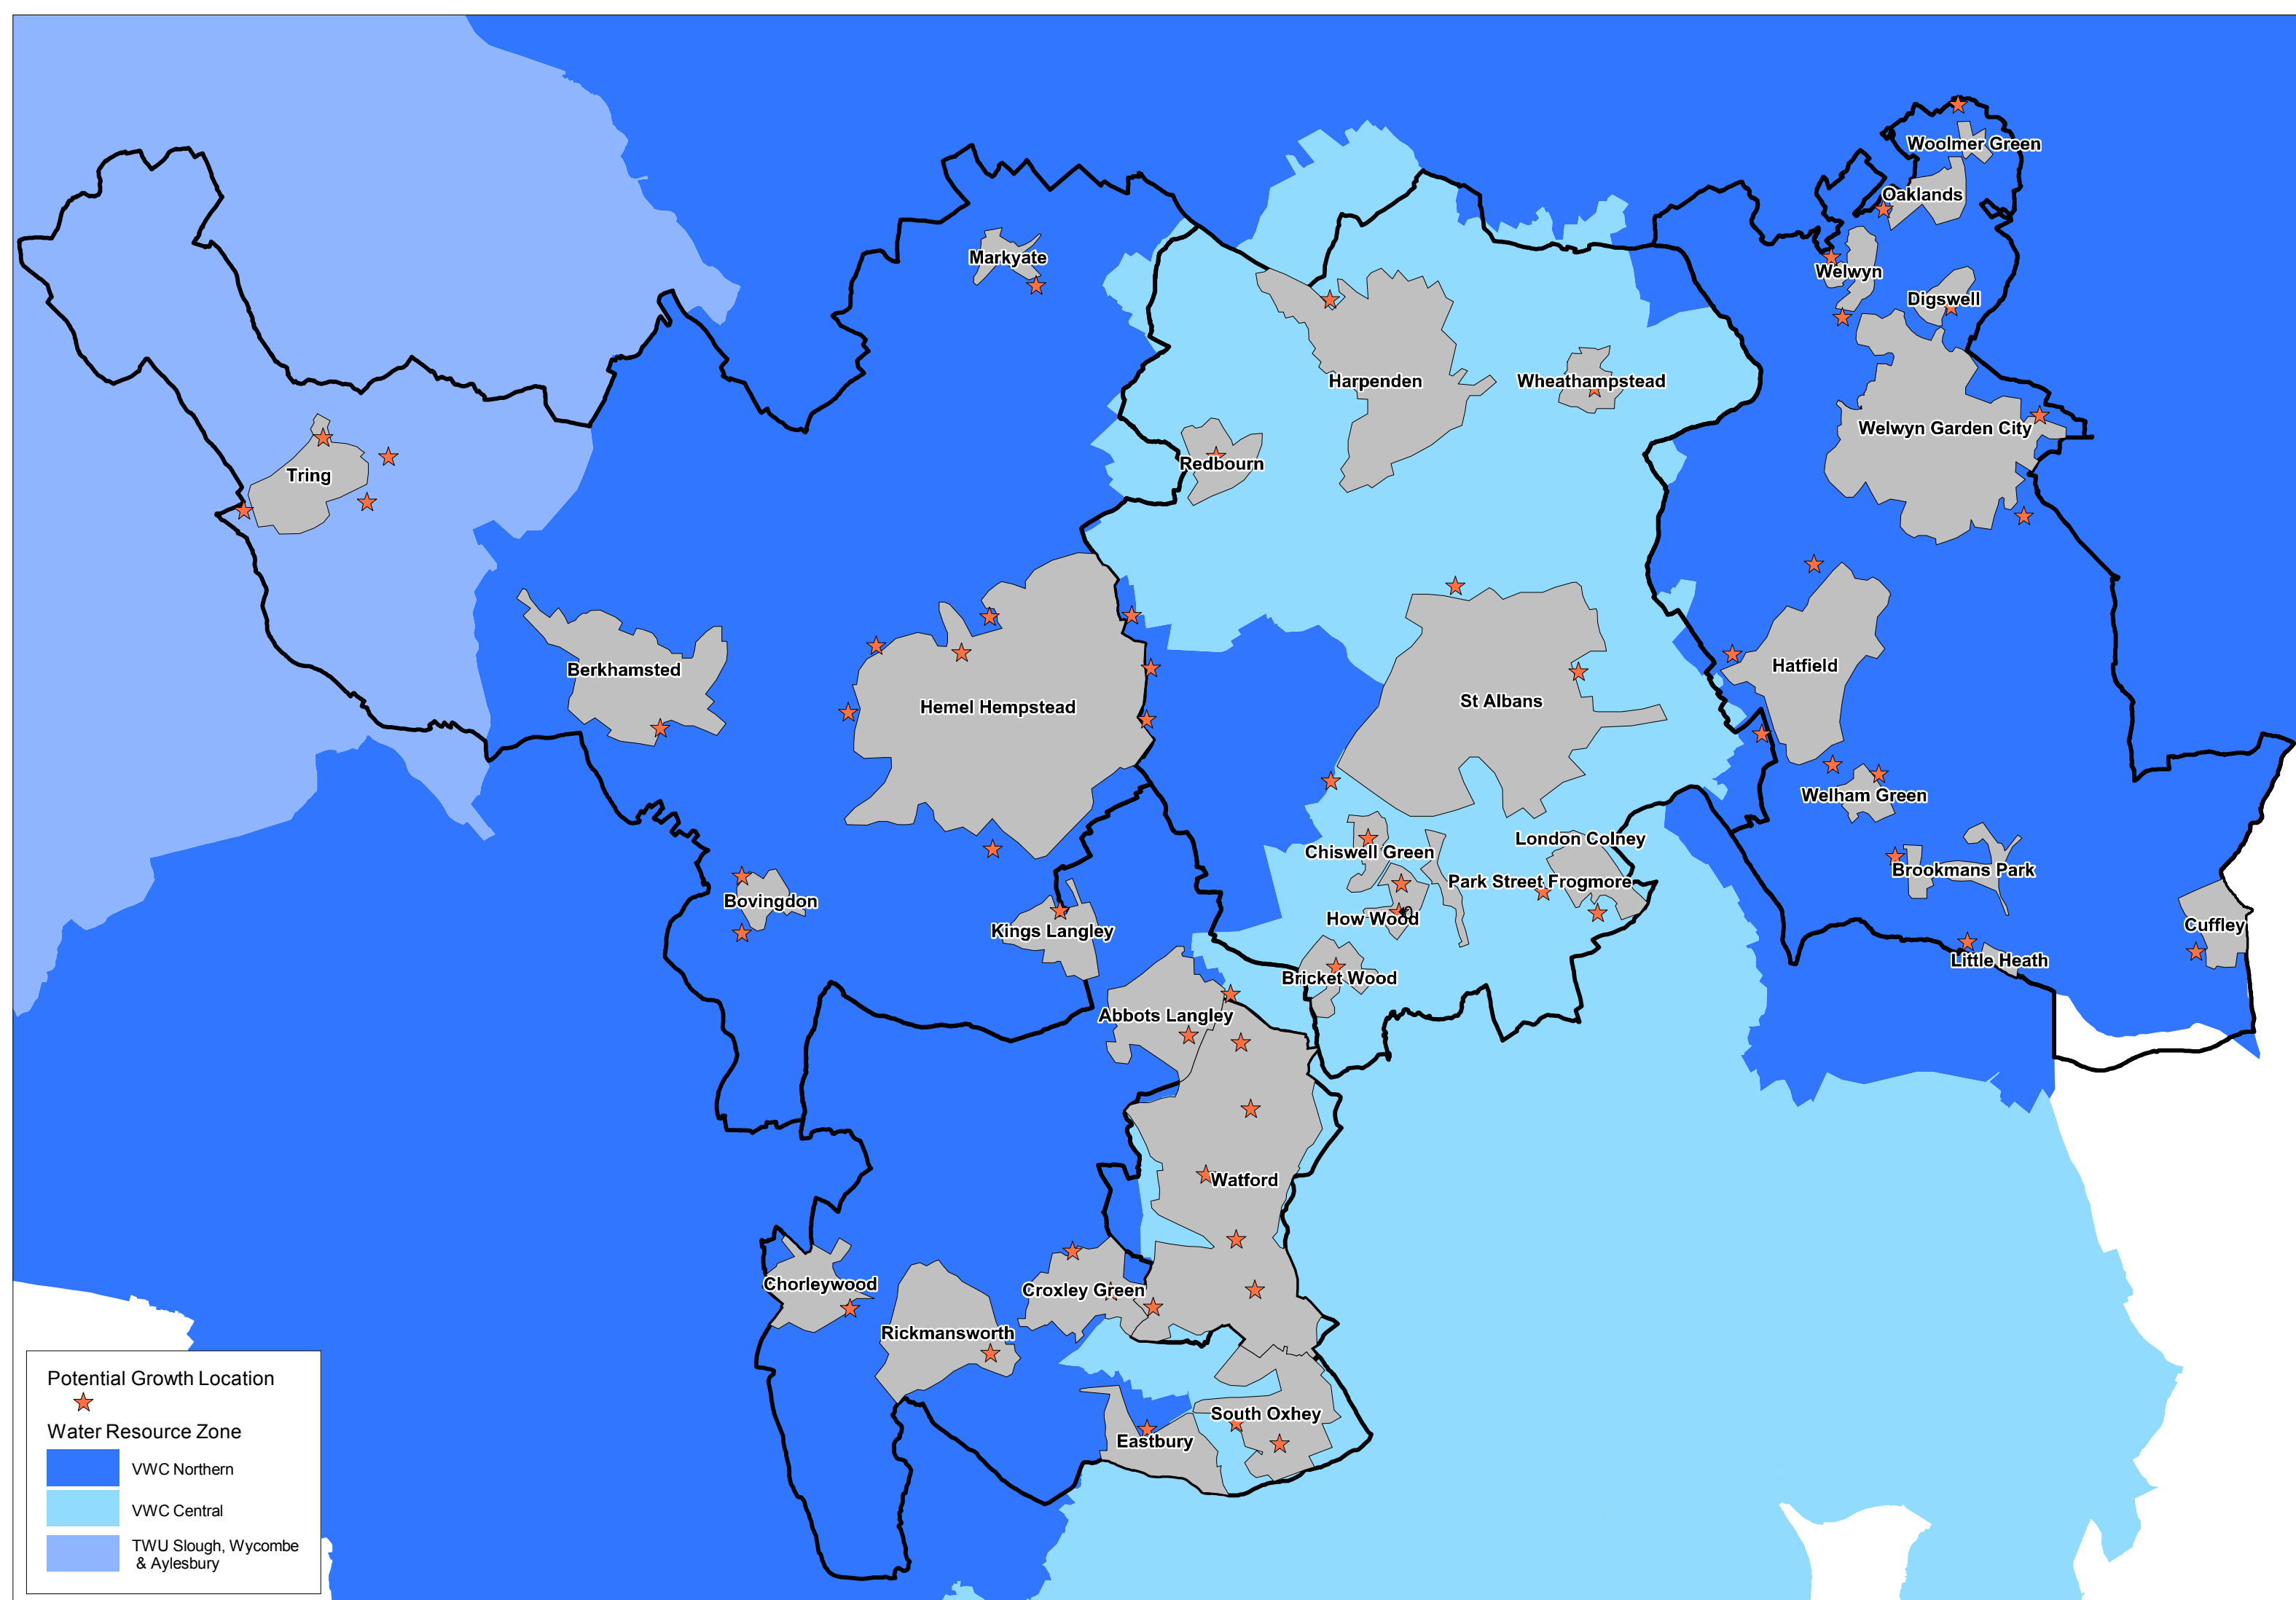 Woolmer Green
Oaklands
Markyate
Welwyn
Digswell
Harpenden
Wheathampstead
Welwyn Garden City
Redbourn
Tring
Hatfield
Berkhamsted
St Albans
Hemel Hempstead
Welham Green
London Colney
Chiswell Green
Brookmans Park
Park Street Frogmore
Bovingdon
How Wood
Cuffley
Kings Langley
Little Heath
Bricket Wood
Abbots Langley
Watford
Chorleywood
Croxley Green
Rickmansworth
South Oxhey
Eastbury
Potential Growth Location
Water Resource Zone
VWC Northern
VWC Central
TWU Slough, Wycombe
& Aylesbury